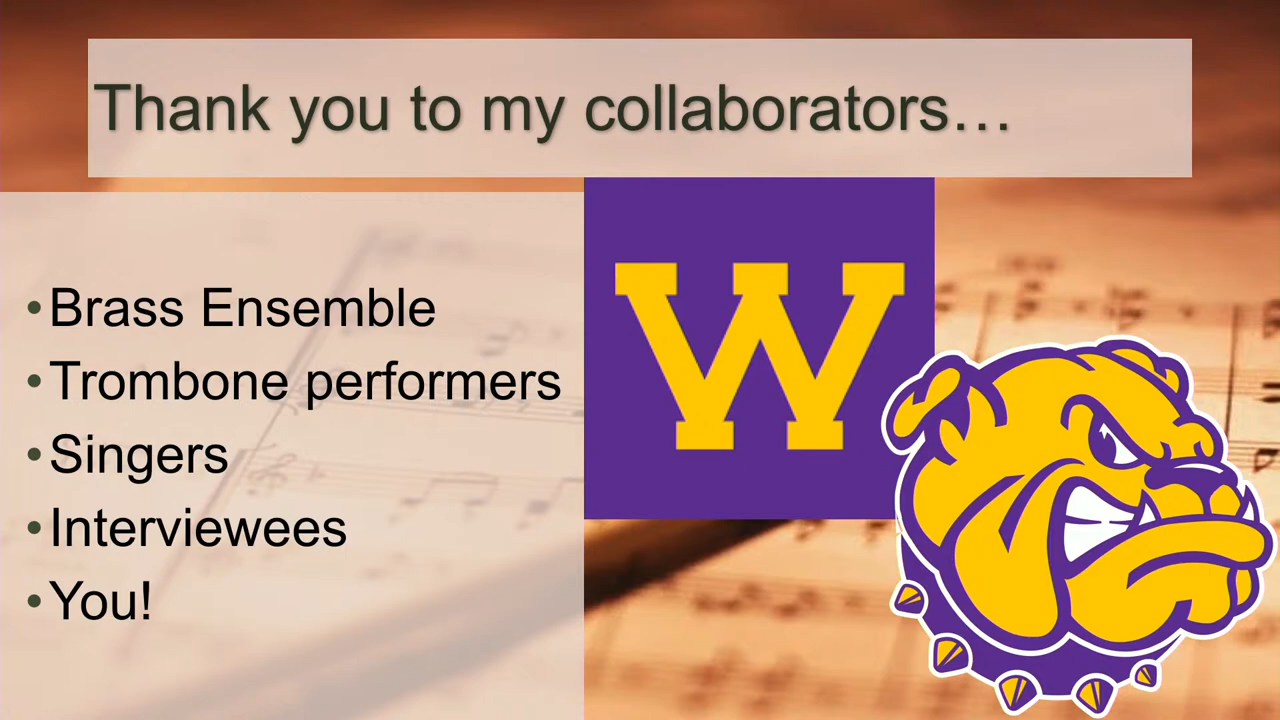 Thank you to my collaborators…
•Brass Ensemble
•Trombone performers
•Singers
•Interviewees
•You!
W